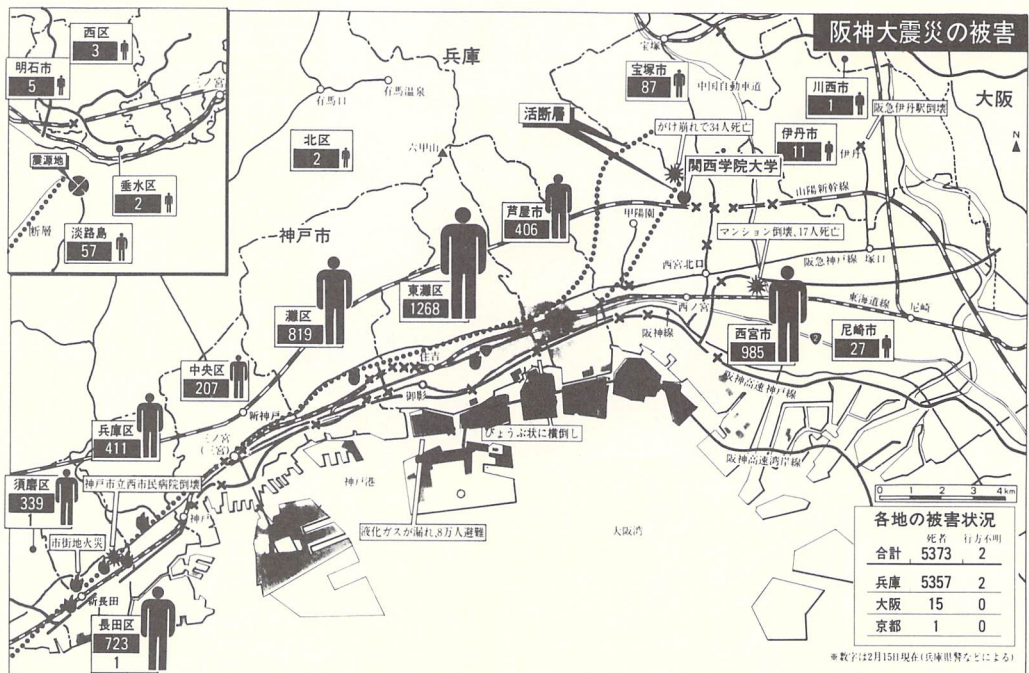 阪神大震災の被害
西区
3
明石市
5
三ノ宮
震源地
垂水区
2
断層
淡路島
57
兵庫
有馬口
有馬温泉
北区
2
六甲山
神戸市
宝塚
宝塚市
87
中国自動車道
川西市
1
大阪
阪急伊丹駅倒壊
活断層
がけ崩れで34人死亡
伊丹市
11
伊丹
N
関西学院大学
山陽新幹線
芦屋市
406
甲陽園
マンション倒壊、17人死亡
東灘区
1268
西宮北口
阪急神戸線
塚口
灘区
819
西ノ宮
東海道線
尼崎
西宮市
985
2
尼崎市
27
阪神線
中央区
207
住吉
御影
阪神高速神戸線
新神戸
兵庫区
411
びょうぶ状に横倒し
三ノ宮
(三宮)
阪神高速湾岸線
須磨区
339
1
神戸市立西市民病院倒壊
神戸港
0 1 2 3 4km
神戸
液化ガスが漏れ、8万人避難
大阪湾
市街地火災
新長田
長田区
723
1
各地の被害状況
死者 行方不明
合計 5373 2
兵庫 5357 2
大阪 15 0
京都 1 0
※数字は2月15日現在(兵庫県警などによる)